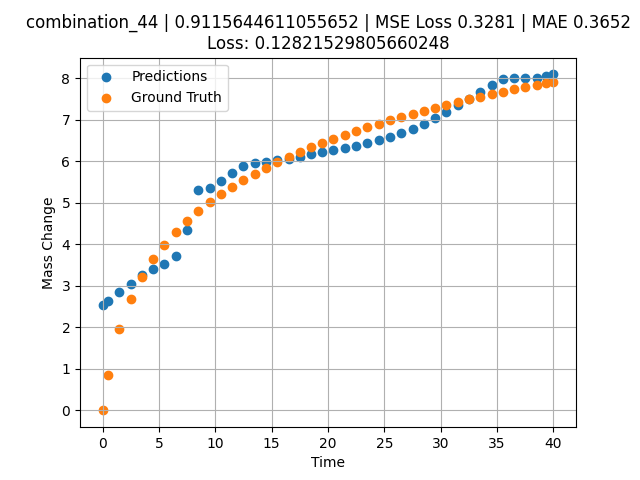 combination_44 | 0.9115644611055652 | MSE Loss 0.3281 | MAE 0.3652
Loss: 0.12821529805660248
Predictions
Ground Truth
Mass Change
8
7
6
5
4
3
2
1
0
0 5 10 15 20 25 30 35 40
Time